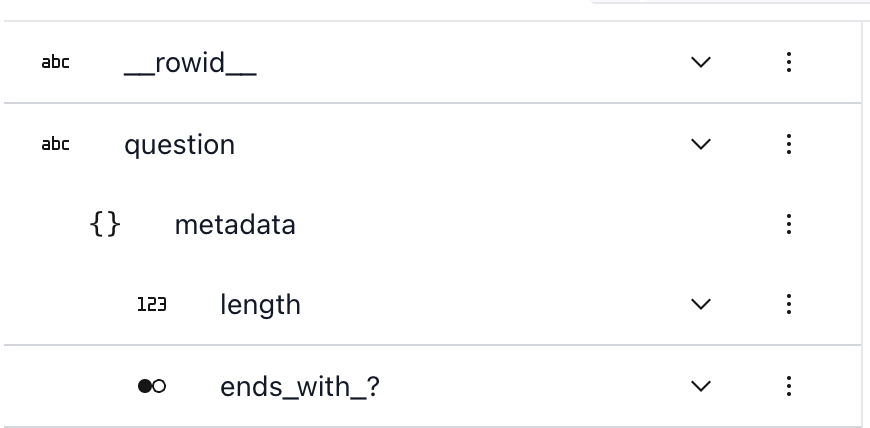 abc __rowid__
abc question
{} metadata
123 length
ends_with_?